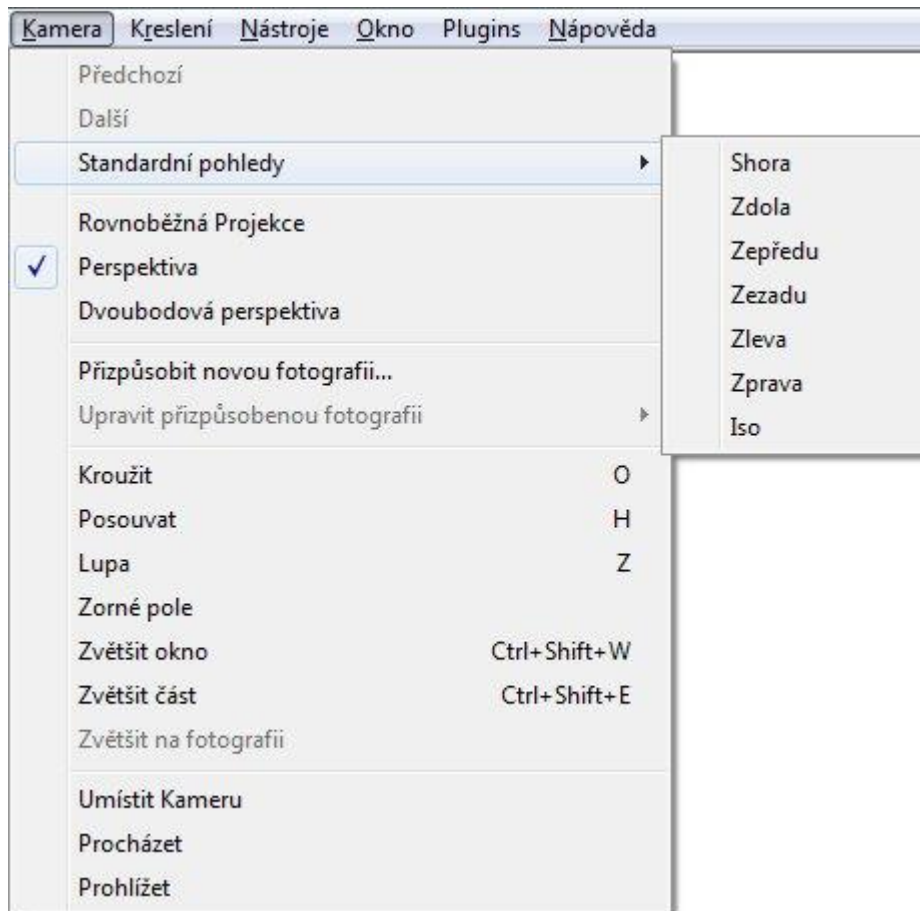 Kamera Kreslení Nástroje Okno Plugins Nápověda
Předchozí
Další
Standardní pohledy
Shora
Zdola
Zepředu
Zezadu
Zleva
Zprava
Iso
Rovnoběžná Projekce
Perspektiva
Dvoubodová perspektiva
Přizpůsobit novou fotografii...
Upravit přizpůsobenou fotografii
Kroužit O
Posouvat H
Lupa Z
Zorné pole
Zvětšit okno Ctrl+Shift+W
Zvětšit část Ctrl+Shift+E
Zvětšit na fotografii
Umístit Kameru
Procházet
Prohlížet